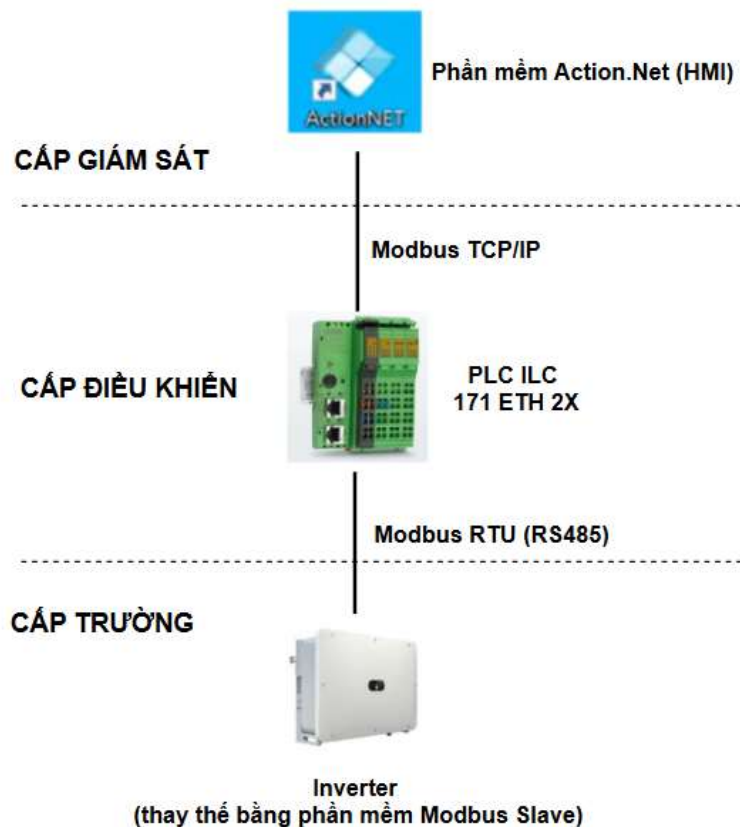 ActionNET
Phần mềm Action.Net (HMI)
CẤP GIÁM SÁT
Modbus TCP/IP
CẤP ĐIỀU KHIỂN
PLC ILC
171 ETH 2X
Modbus RTU (RS485)
CẤP TRƯỜNG
Inverter
(thay thế bằng phần mềm Modbus Slave)